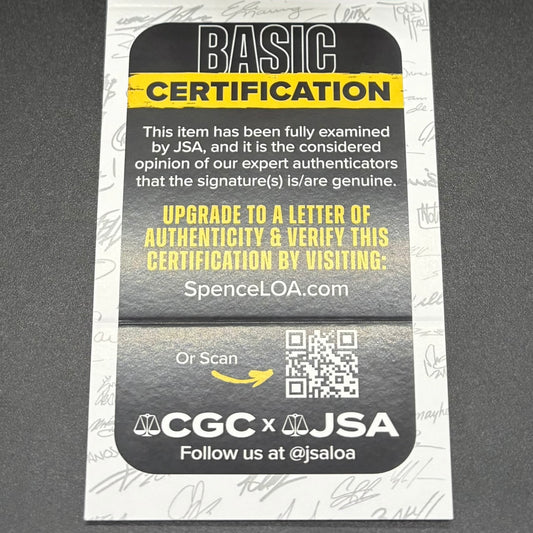 BASIC
CERTIFICATION
This item has been fully examined
by JSA, and it is the considered
opinion of our expert authenticators
that the signature(s) is/are genuine.
UPGRADE TO A LETTER OF
AUTHENTICITY & VERIFY THIS
CERTIFICATION BY VISITING:
SpenceLOA.com
Or Scan
CGC x JSA
Follow us at @jsaloa